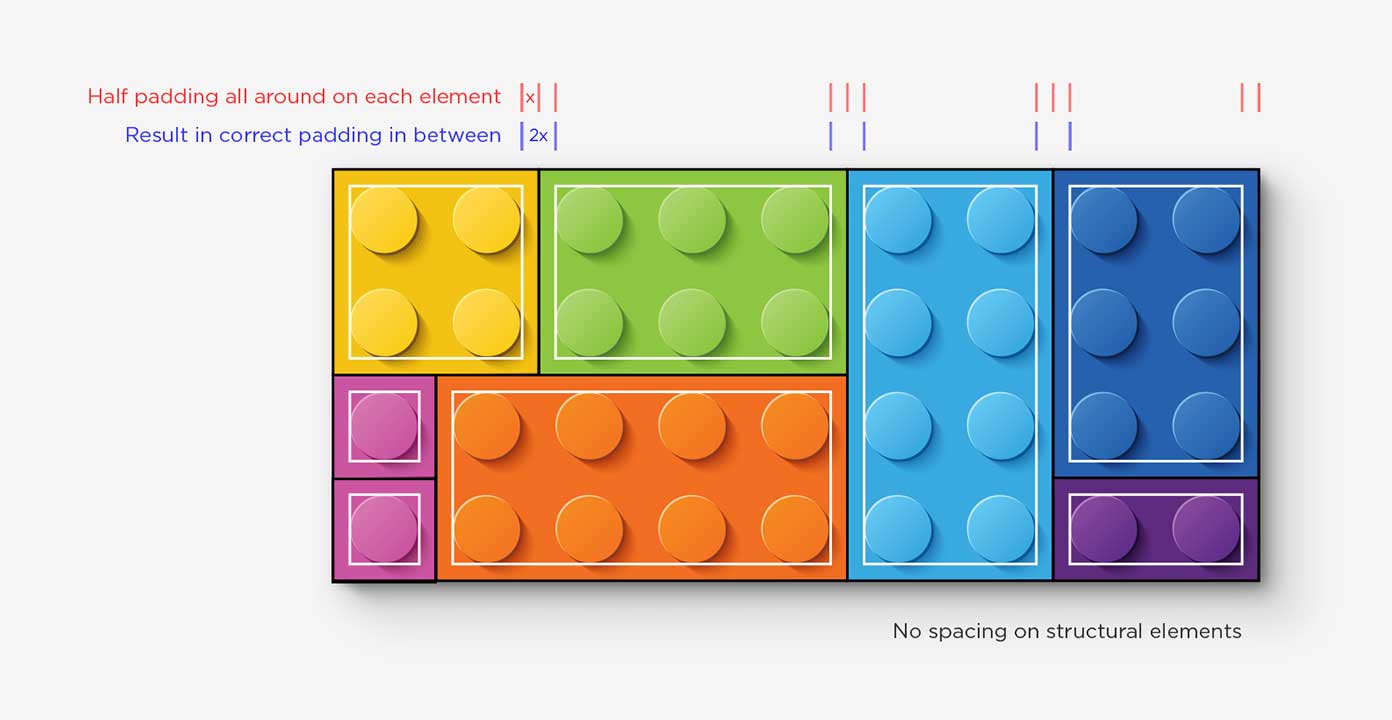 Half padding all around on each element x
Result in correct padding in between 2x
No spacing on structural elements